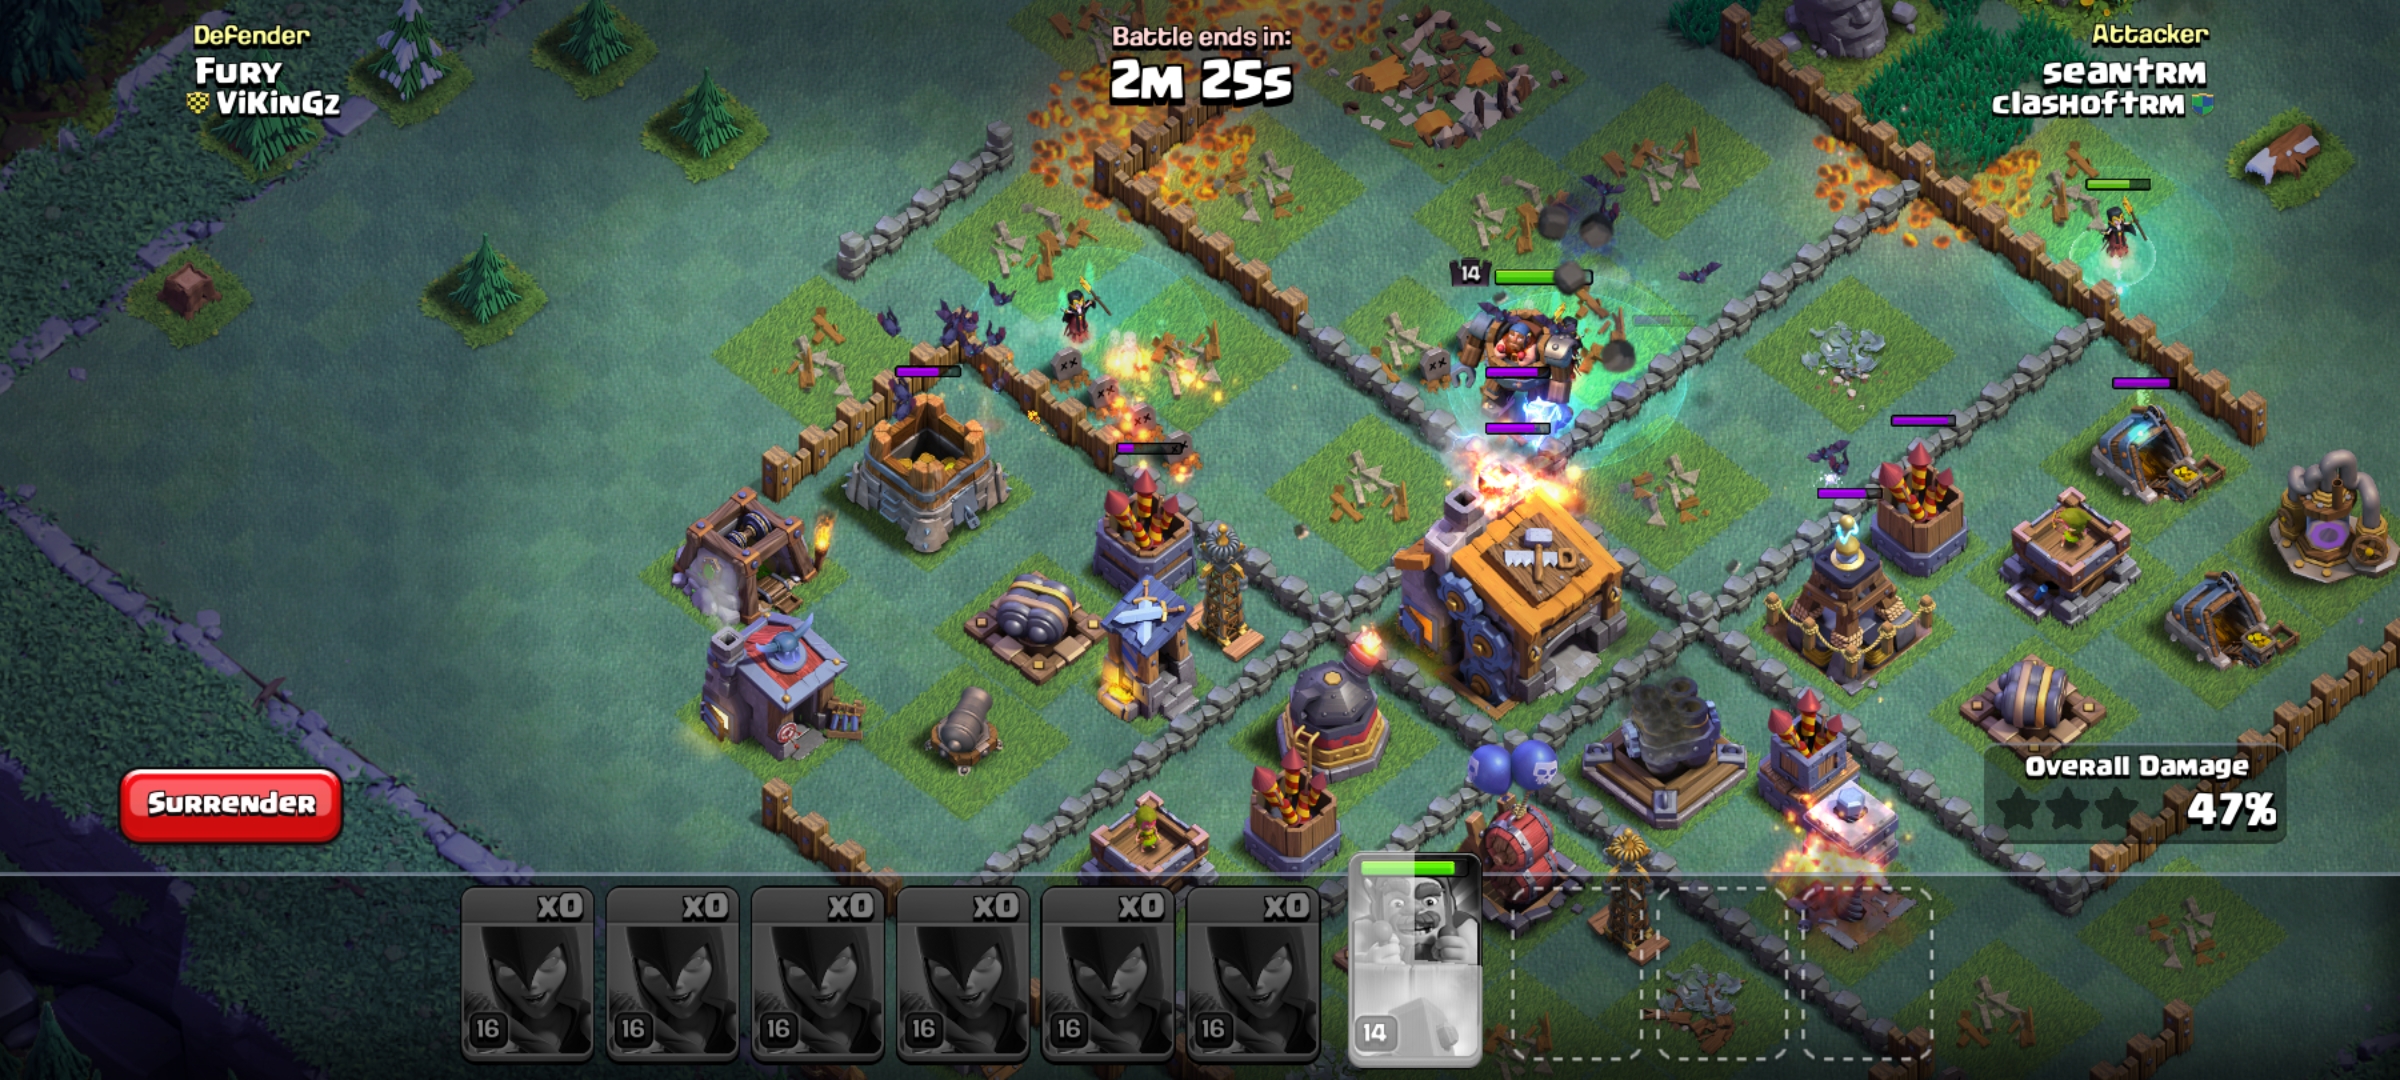 Defender
Fury
ViKinGz
Battle ends in:
2M 25s
Attacker
seantRM
clashoftRM
14
Surrender
Overall Damage
47%
x0
x0
x0
x0
x0
x0
16
16
16
16
16
16
14